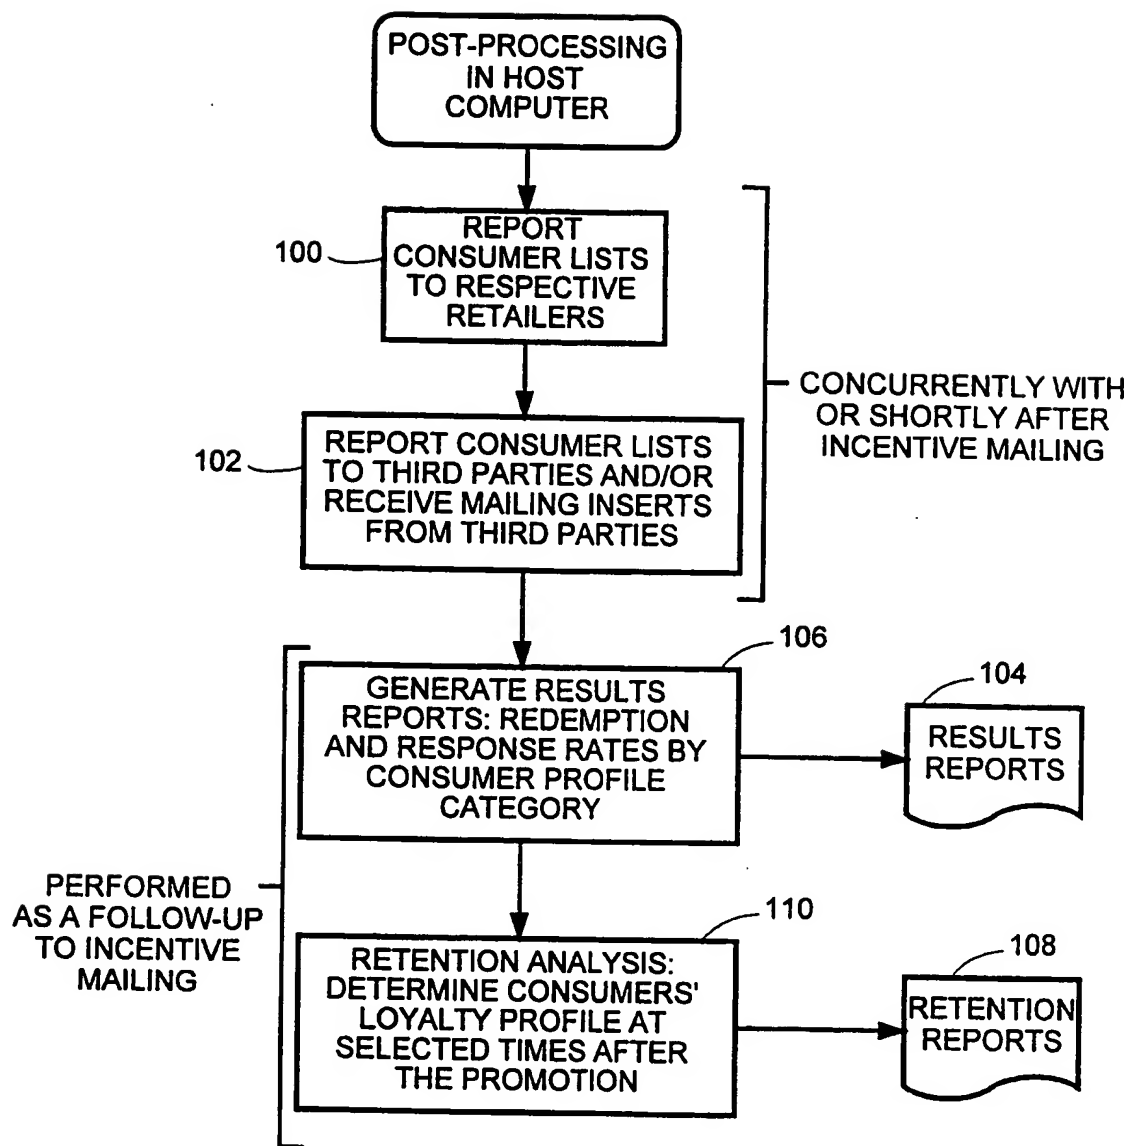 POST-PROCESSING
IN HOST
COMPUTER
100
REPORT
CONSUMER LISTS
TO RESPECTIVE
RETAILERS
CONCURRENTLY WITH
OR SHORTLY AFTER
INCENTIVE MAILING
102
REPORT CONSUMER LISTS
TO THIRD PARTIES AND/OR
RECEIVE MAILING INSERTS
FROM THIRD PARTIES
106
GENERATE RESULTS
REPORTS: REDEMPTION
AND RESPONSE RATES BY
CONSUMER PROFILE
CATEGORY
104
RESULTS
REPORTS
PERFORMED
AS A FOLLOW-UP
TO INCENTIVE
MAILING
110
RETENTION ANALYSIS:
DETERMINE CONSUMERS'
LOYALTY PROFILE AT
SELECTED TIMES AFTER
THE PROMOTION
108
RETENTION
REPORTS